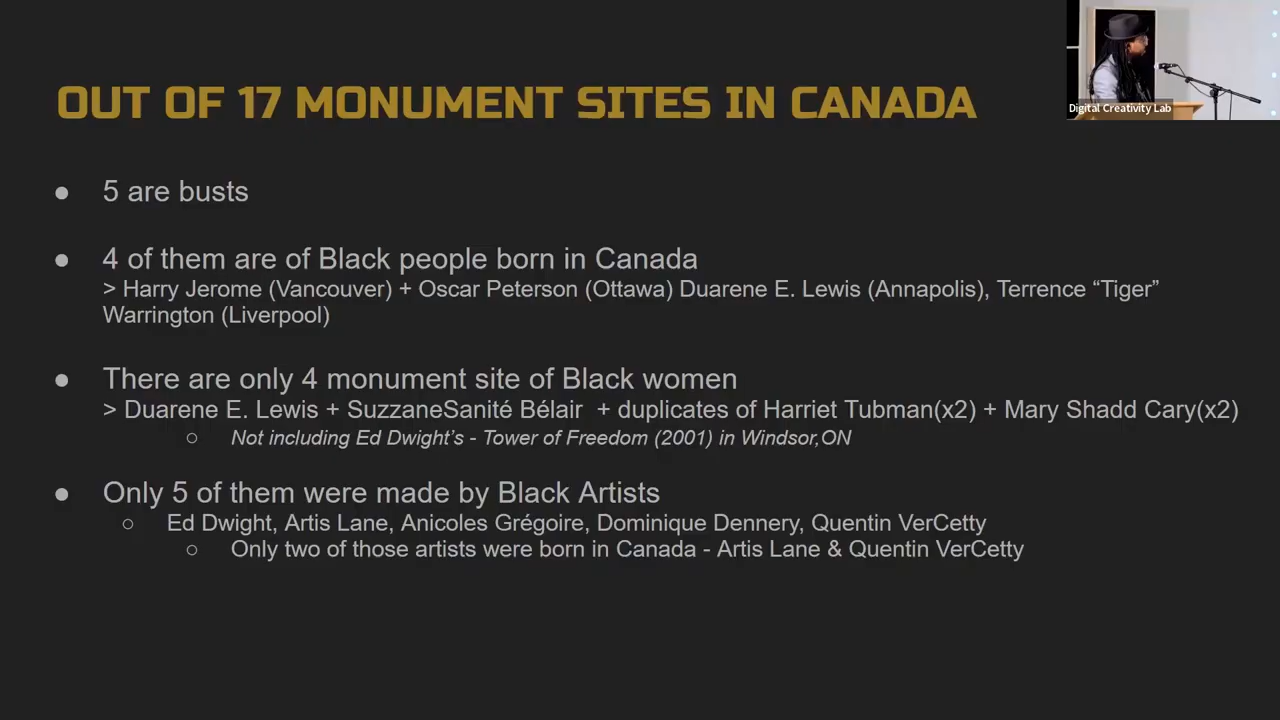 OUT OF 17 MONUMENT SITES IN CANADA
Digital Creativity Lab
● 5 are busts
● 4 of them are of Black people born in Canada
> Harry Jerome (Vancouver) + Oscar Peterson (Ottawa) Duarene E. Lewis (Annapolis), Terrence “Tiger”
Warrington (Liverpool)
● There are only 4 monument site of Black women
> Duarene E. Lewis + SuzzaneSanité Bélair + duplicates of Harriet Tubman(x2) + Mary Shadd Cary(x2)
○ Not including Ed Dwight’s - Tower of Freedom (2001) in Windsor,ON
● Only 5 of them were made by Black Artists
○ Ed Dwight, Artis Lane, Anicoles Grégoire, Dominique Dennery, Quentin VerCetty
○ Only two of those artists were born in Canada - Artis Lane & Quentin VerCetty